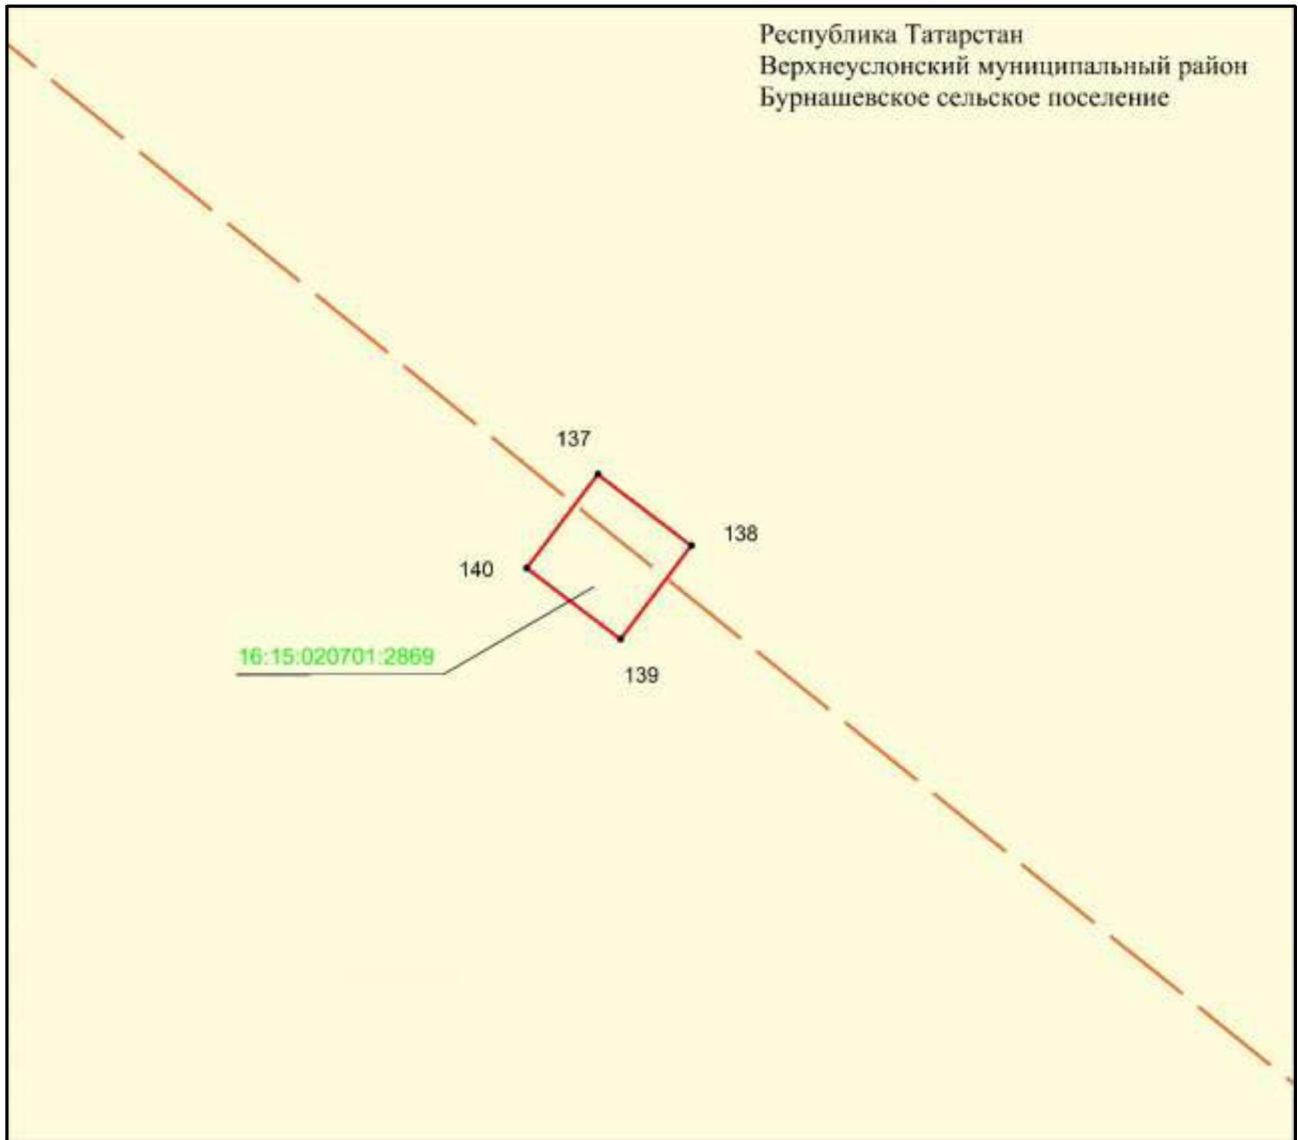 Республика Татарстан
Верхнеуслонский муниципальный район
Бурнашевское сельское поселение
137
138
140
16:15:020701:2869
139